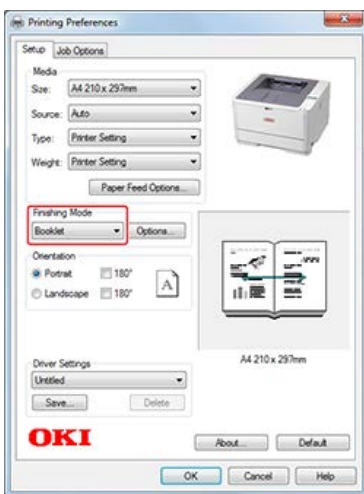 Printing Preferences
Setup
Job Options
Media
Size: A4 210 x 297mm
Source: Auto
Type: Printer Setting
Weight: Printer Setting
Paper Feed Options...
Finishing Mode
Booklet
Options...
Orientation
Portrait
180°
Landscape
180°
A
A4 210 x 297mm
Driver Settings
Untitled
Save...
Delete
OKI
About...
Default
OK
Cancel
Help